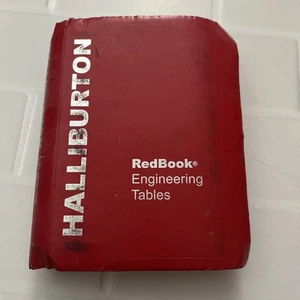 HALLIBURTON
RedBook®
Engineering
Tables